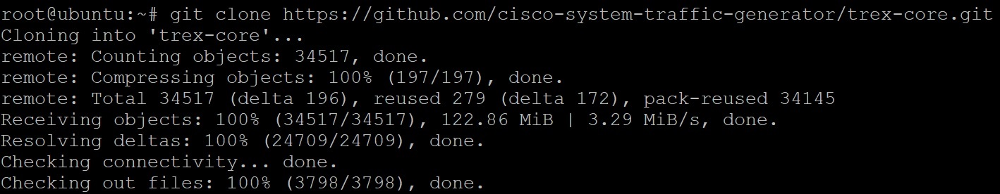 root@ubuntu:~# git clone https://github.com/cisco-system-traffic-generator/trex-core.git
Cloning into 'trex-core'...
remote: Counting objects: 34517, done.
remote: Compressing objects: 100% (197/197), done.
remote: Total 34517 (delta 196), reused 279 (delta 172), pack-reused 34145
Receiving objects: 100% (34517/34517), 122.86 MiB | 3.29 MiB/s, done.
Resolving deltas: 100% (24709/24709), done.
Checking connectivity... done.
Checking out files: 100% (3798/3798), done.